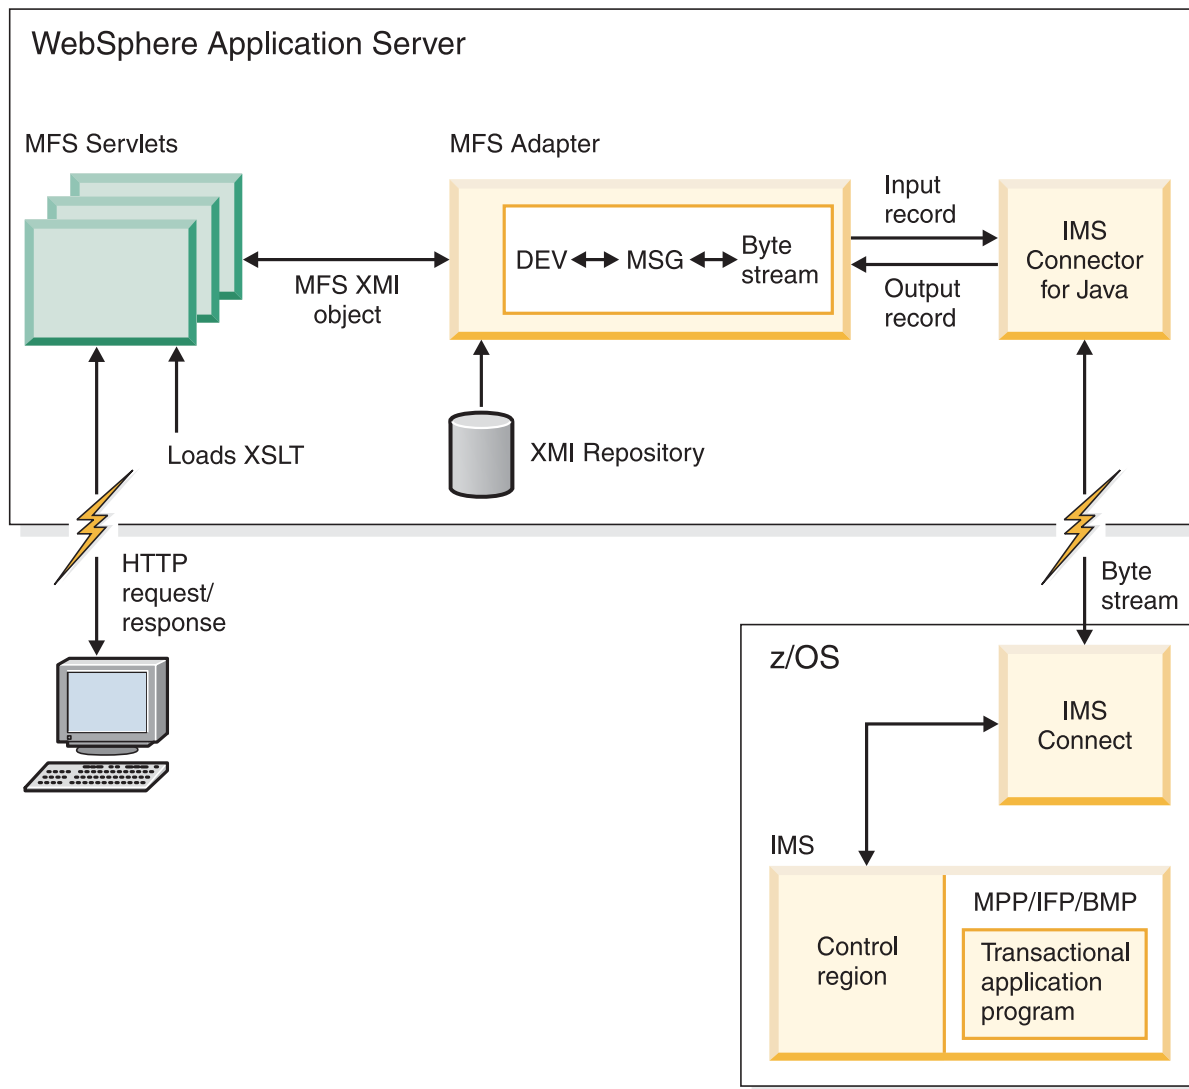 WebSphere Application Server
MFS Servlets
MFS Adapter
Input
record
IMS
Connector
for Java
DEV
MSG
Byte
stream
MFS XMI
object
Output
record
Loads XSLT
XMI Repository
HTTP
request/
response
Byte
stream
z/OS
IMS
Connect
IMS
Control
region
MPP/IFP/BMP
Transactional
application
program